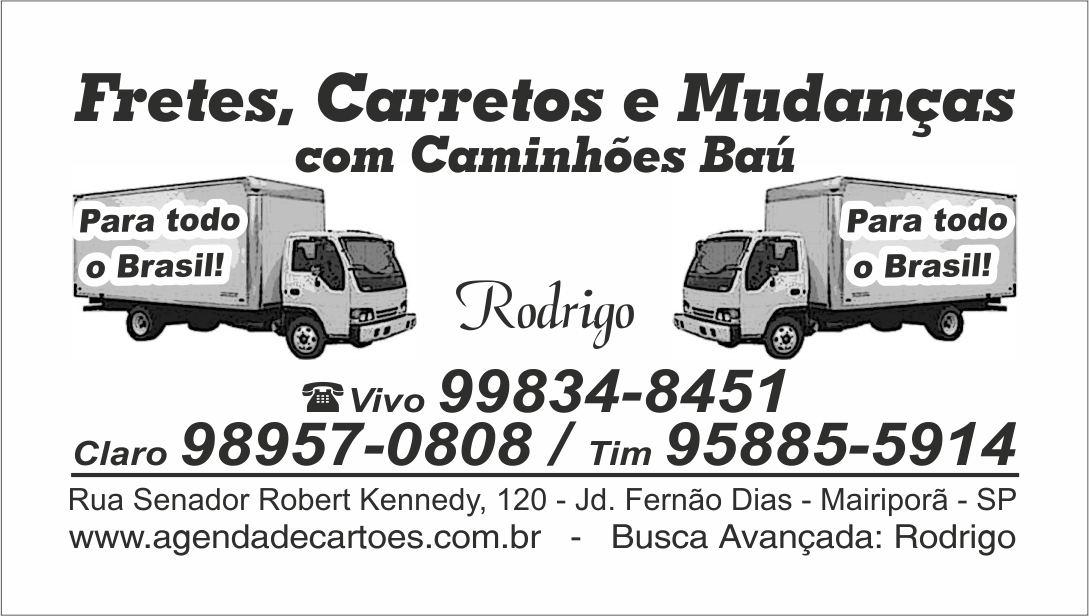 Fretes, Carretos e Mudanças
com Caminhões Baú
Para todo
o Brasil!
Para todo
o Brasil!
Rodrigo
☎Vivo 99834-8451
Claro 98957-0808 / Tim 95885-5914
Rua Senador Robert Kennedy, 120 - Jd. Fernão Dias - Mairiporã - SP
www.agendadecartoes.com.br - Busca Avançada: Rodrigo